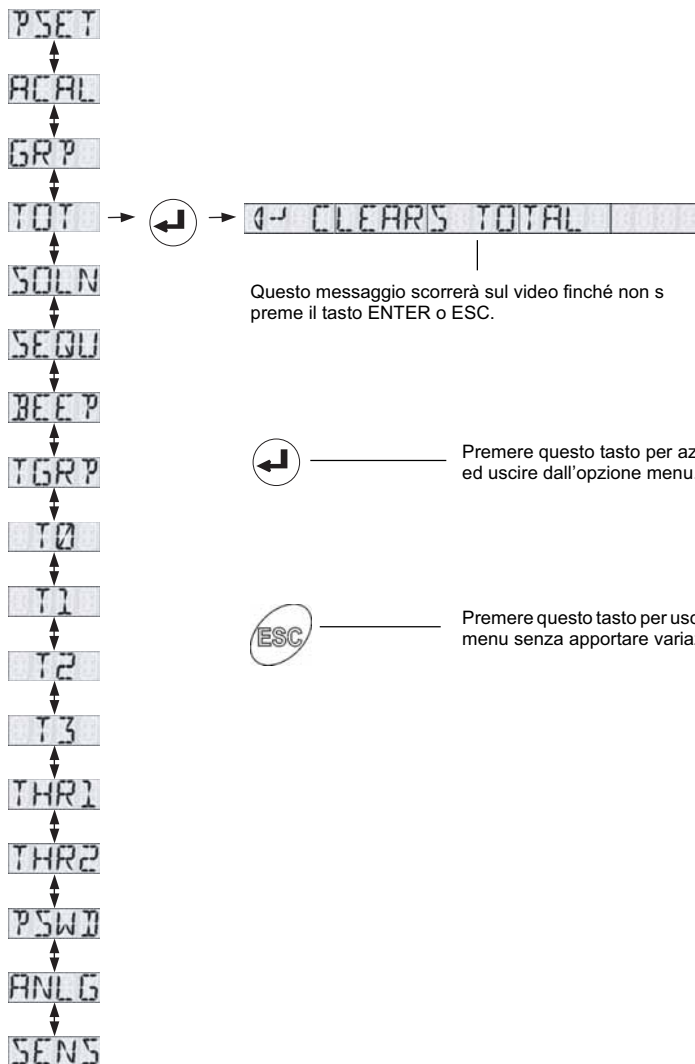 PSET
ACAL
GRP
TOT
CLEARS TOTAL
Questo messaggio scorrerà sul video finché non s
preme il tasto ENTER o ESC.
SOLN
SEQU
BEEP
Premere questo tasto per az
ed uscire dall'opzione menu.
TGRP
T0
T1
ESC
Premere questo tasto per usc
menu senza apportare varia
T2
T3
THR1
THR2
PSWD
ANLG
SENS